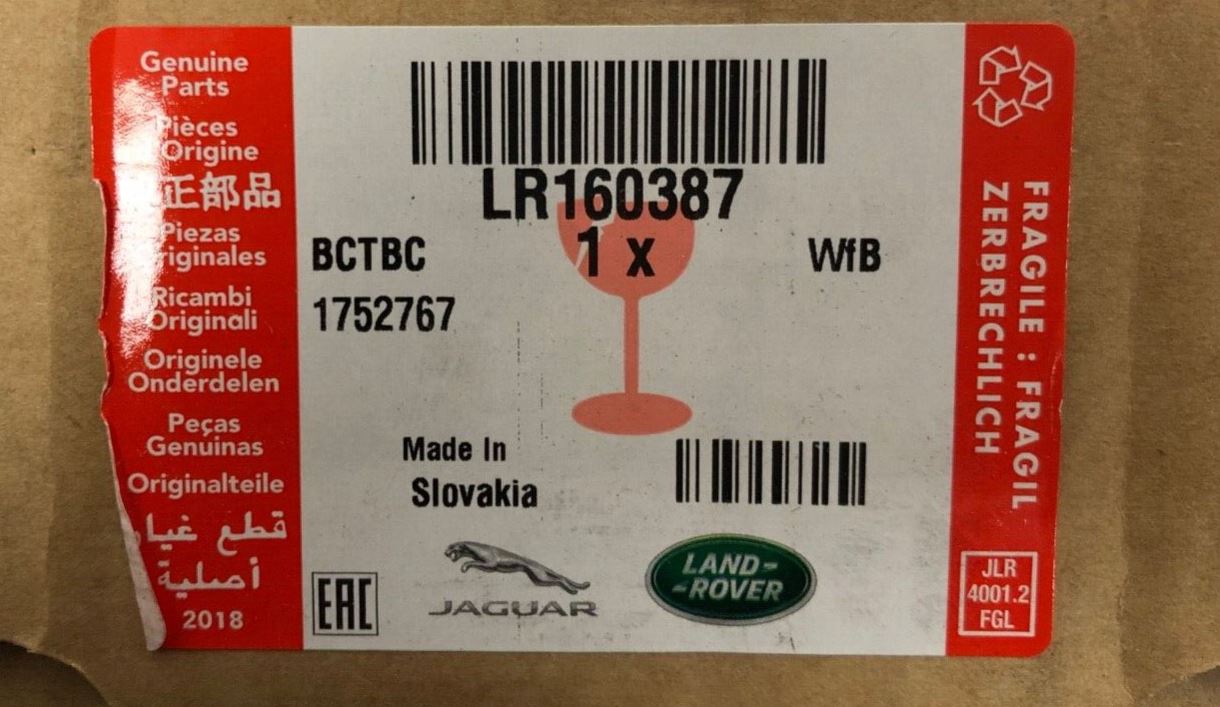 Genuine
Parts
Pièces
Origine
正部品
Piezas
riginales
Ricambi
Originali
Originele
Onderdelen
Peças
Genuinas
Originalteile
قطع غيار
أصلية
2018
LR160387
BCTBC
1 x
WfB
1752767
Made In
Slovakia
EAC
JAGUAR
LAND-
-ROVER
FRAGILE : FRAGIL
ZERBRECHLICH
JLR
4001.2
FGL